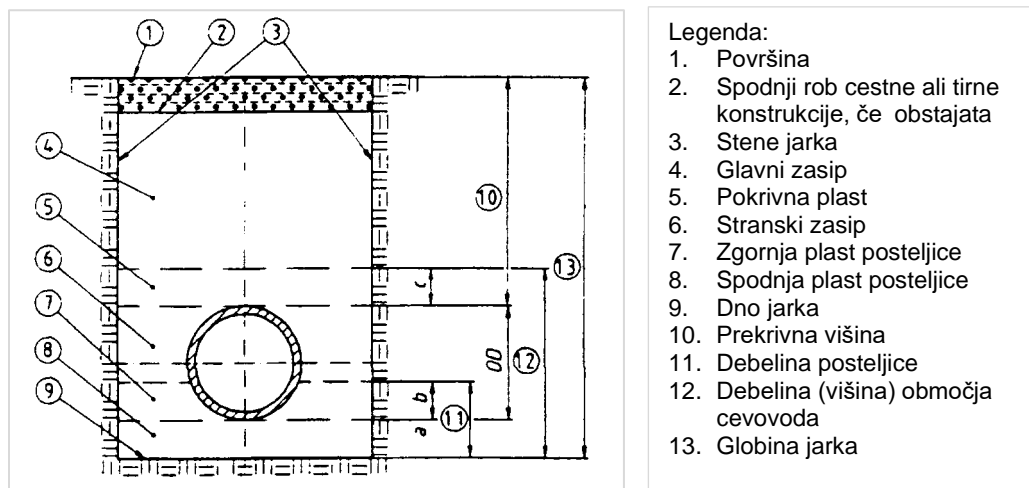 1
2
3
4
5
6
7
8
9
10
13
c
OD
12
b
11
a
Legenda:
1. Površina
2. Spodnji rob cestne ali tirne
konstrukcije, če obstajata
3. Stene jarka
4. Glavni zasip
5. Pokrivna plast
6. Stranski zasip
7. Zgornja plast posteljice
8. Spodnja plast posteljice
9. Dno jarka
10. Prekrivna višina
11. Debelina posteljice
12. Debelina (višina) območja
cevovoda
13. Globina jarka